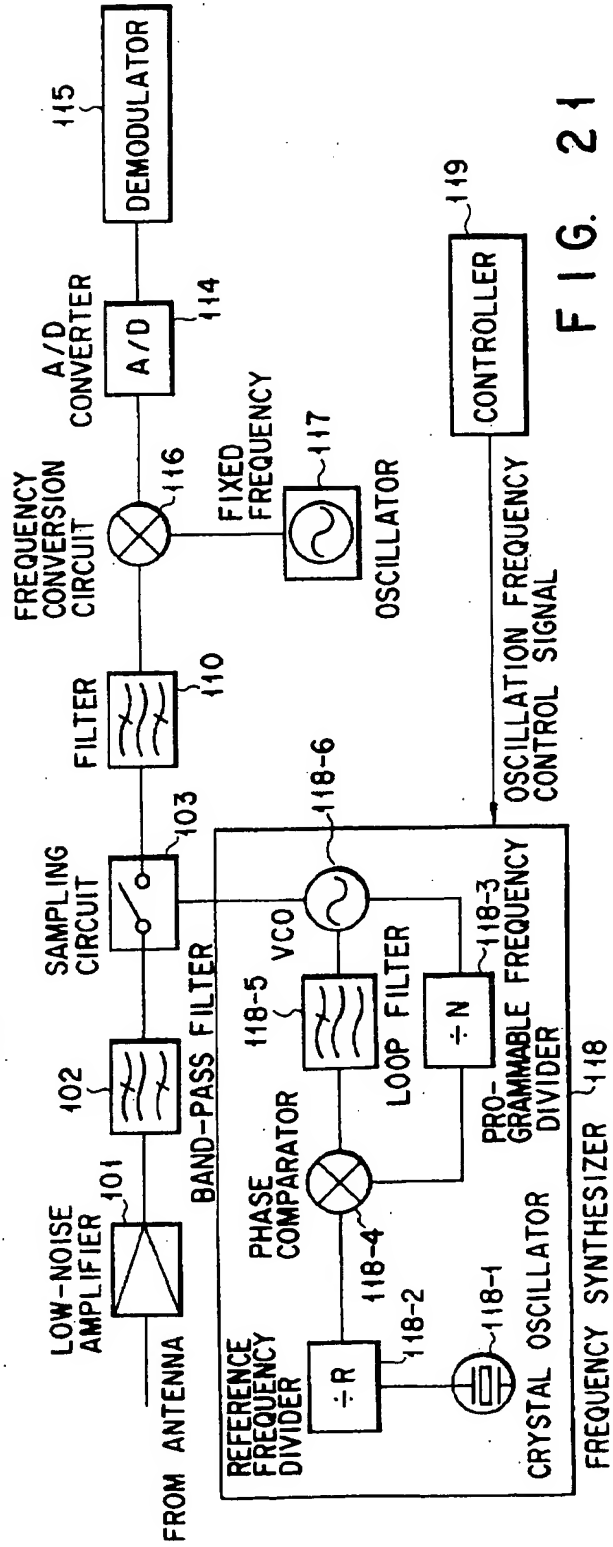 FROM ANTENNA
LOW-NOISE
AMPLIFIER
101
102
BAND-PASS FILTER
SAMPLING
CIRCUIT
103
FILTER
110
FREQUENCY
CONVERSION
CIRCUIT
116
FIXED
FREQUENCY
117
OSCILLATOR
A/D
CONVERTER
A/D
114
115
DEMODULATOR
REFERENCE
FREQUENCY
DIVIDER
÷R
118-2
118-1
CRYSTAL OSCILLATOR
PHASE
COMPARATOR
118-4
118-5
LOOP FILTER
VCO
118-6
÷N
118-3
PRO-
GRAMMABLE FREQUENCY
DIVIDER
FREQUENCY SYNTHESIZER 118
OSCILLATION FREQUENCY
CONTROL SIGNAL
119
CONTROLLER
FIG. 21